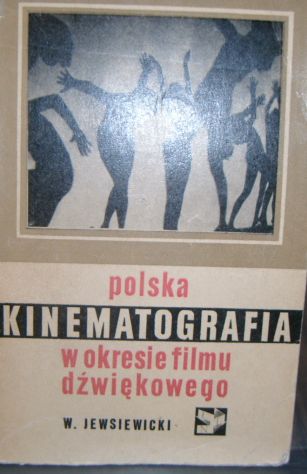 polska
KINEMATOGRAFIA
w okresie filmu
dźwiękowego
W. JEWSIEWICKI